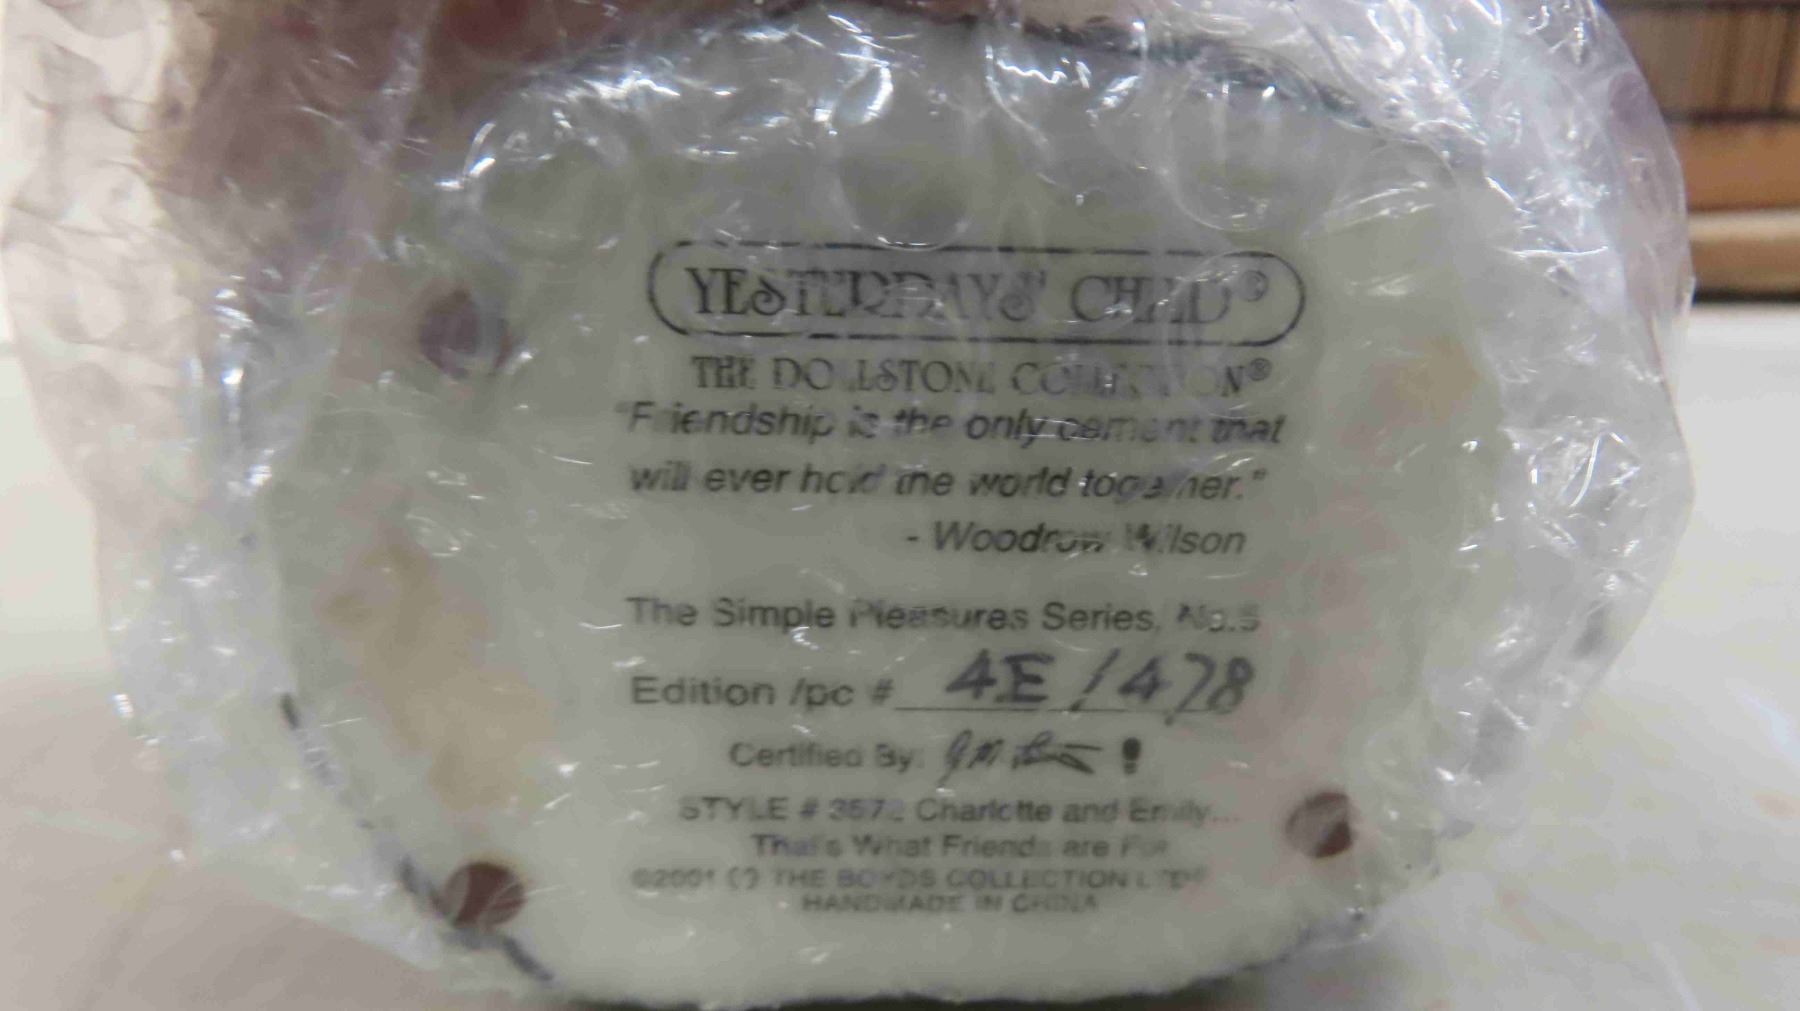 YESTERDAYS' CHILD®
THE DOLLSTONE COLLECTION®
"Friendship is the only cement that
will ever hold the world together."
- Woodrow Wilson
The Simple Pleasures Series, No.5
Edition /pc # 4E/478
Certified By:
STYLE # Charlotte and Emily...
That's What Friends are For
©2001 THE BOYDS COLLECTION LTD®
HANDMADE IN CHINA